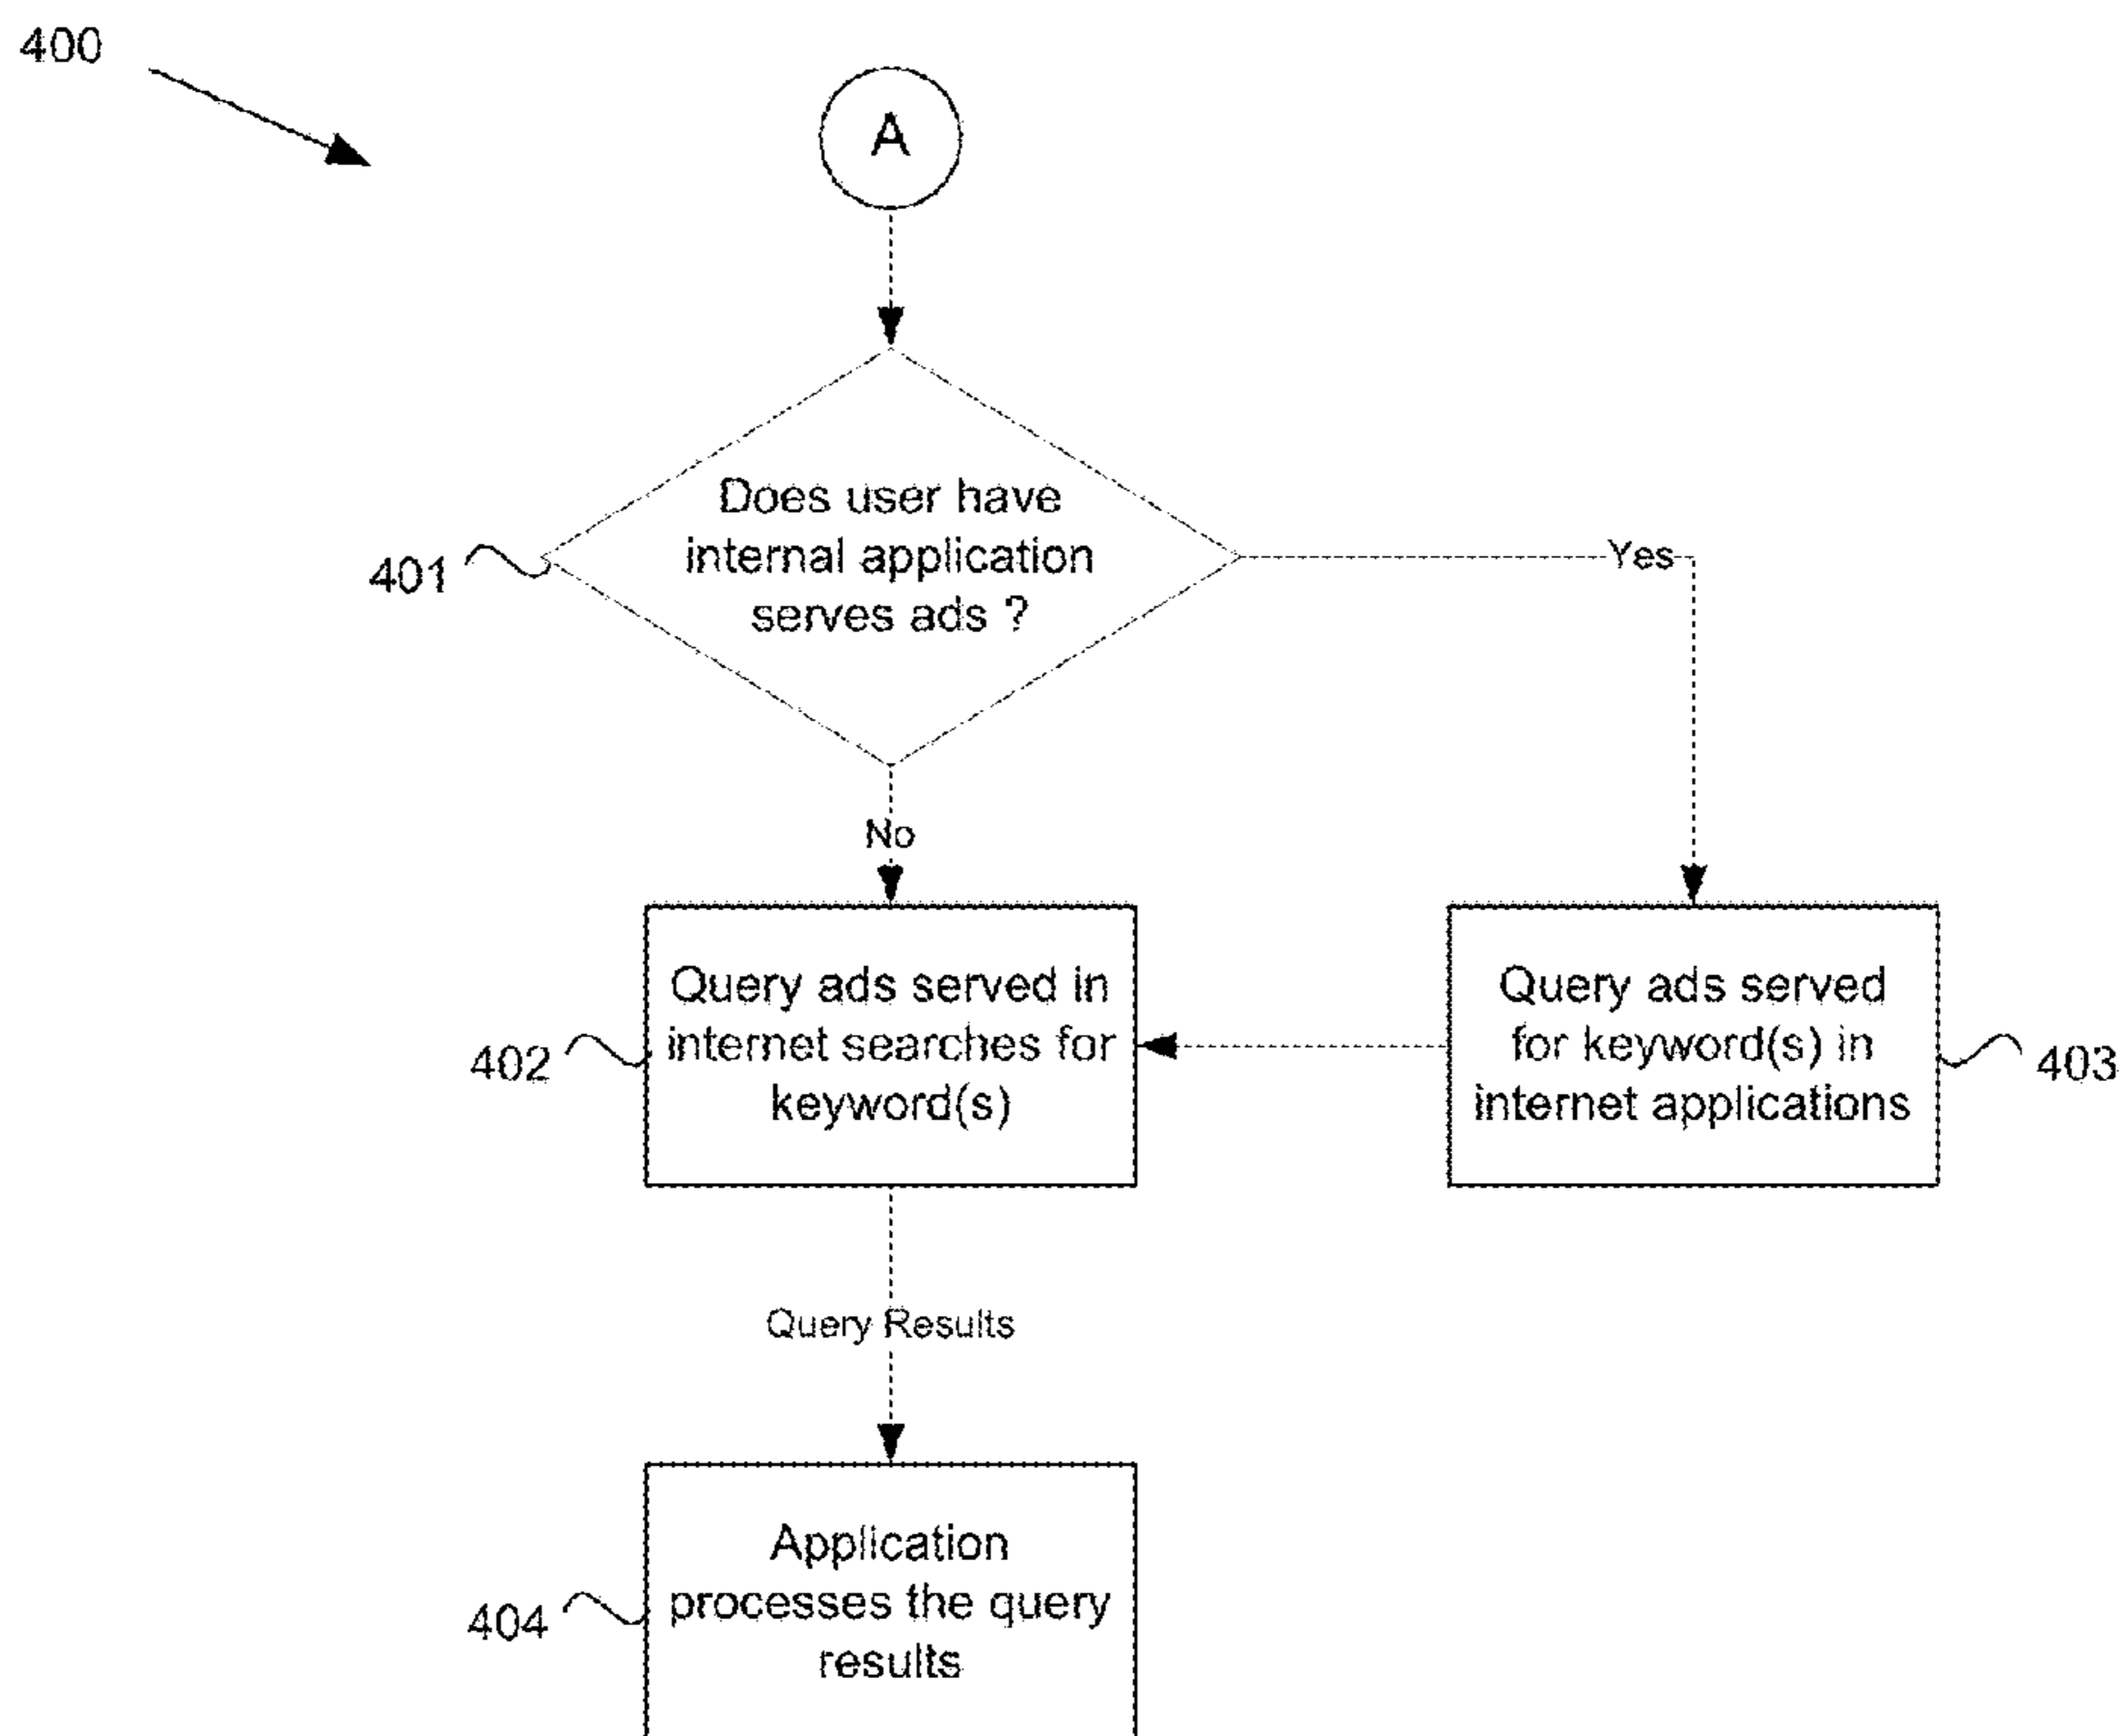 400
A
Does user have
internal application
serves ads ?
401
Yes
No
Query ads served in
internet searches for
keyword(s)
402
Query ads served
for keyword(s) in
internet applications
403
Query Results
Application
processes the query
results
404